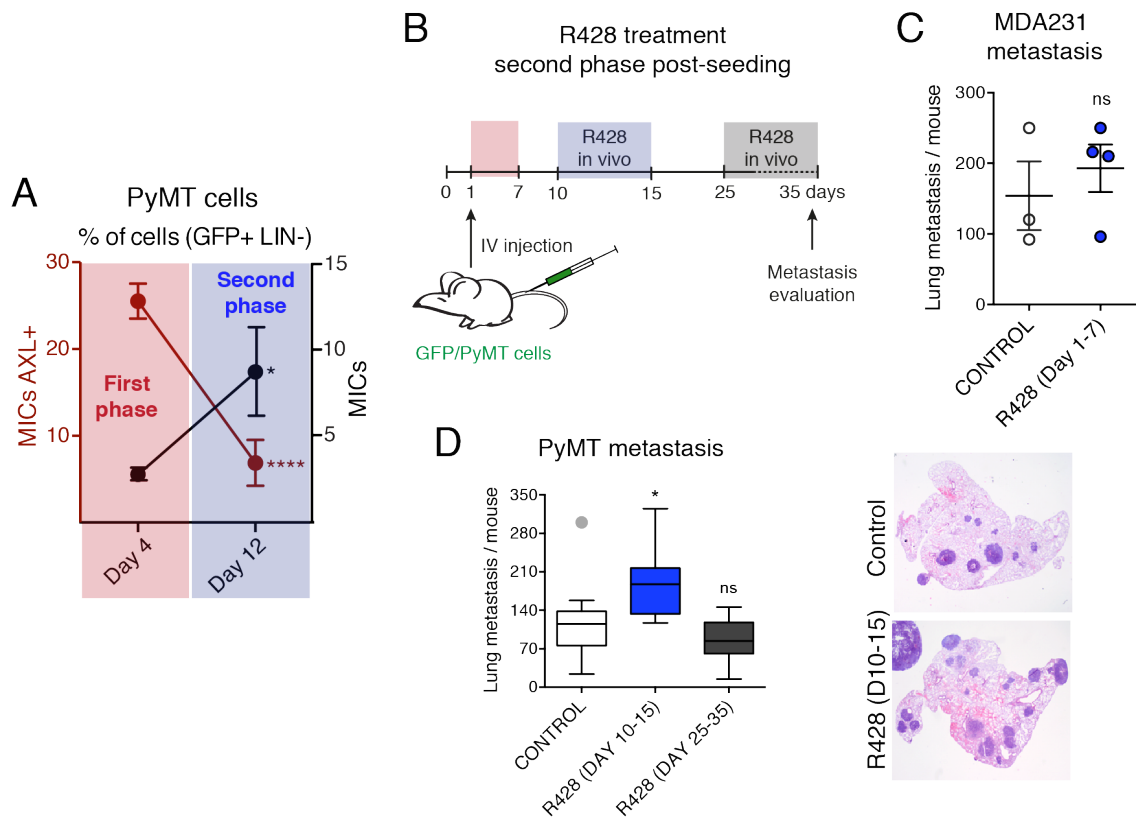 A
PyMT cells
% of cells (GFP+ LIN-)
30
20
10
MICs AXL+
First
phase
Second
phase
15
10
5
MICs
*
****
Day 4
Day 12
B
R428 treatment
second phase post-seeding
R428
in vivo
R428
in vivo
0
1
7
10
15
25
35 days
IV injection
Metastasis
evaluation
GFP/PyMT cells
C
MDA231
metastasis
Lung metastasis / mouse
300
200
100
0
ns
CONTROL
R428 (Day 1-7)
D
PyMT metastasis
Lung metastasis / mouse
350
280
210
140
70
0
*
ns
CONTROL
R428 (DAY 10-15)
R428 (DAY 25-35)
Control
R428 (D10-15)